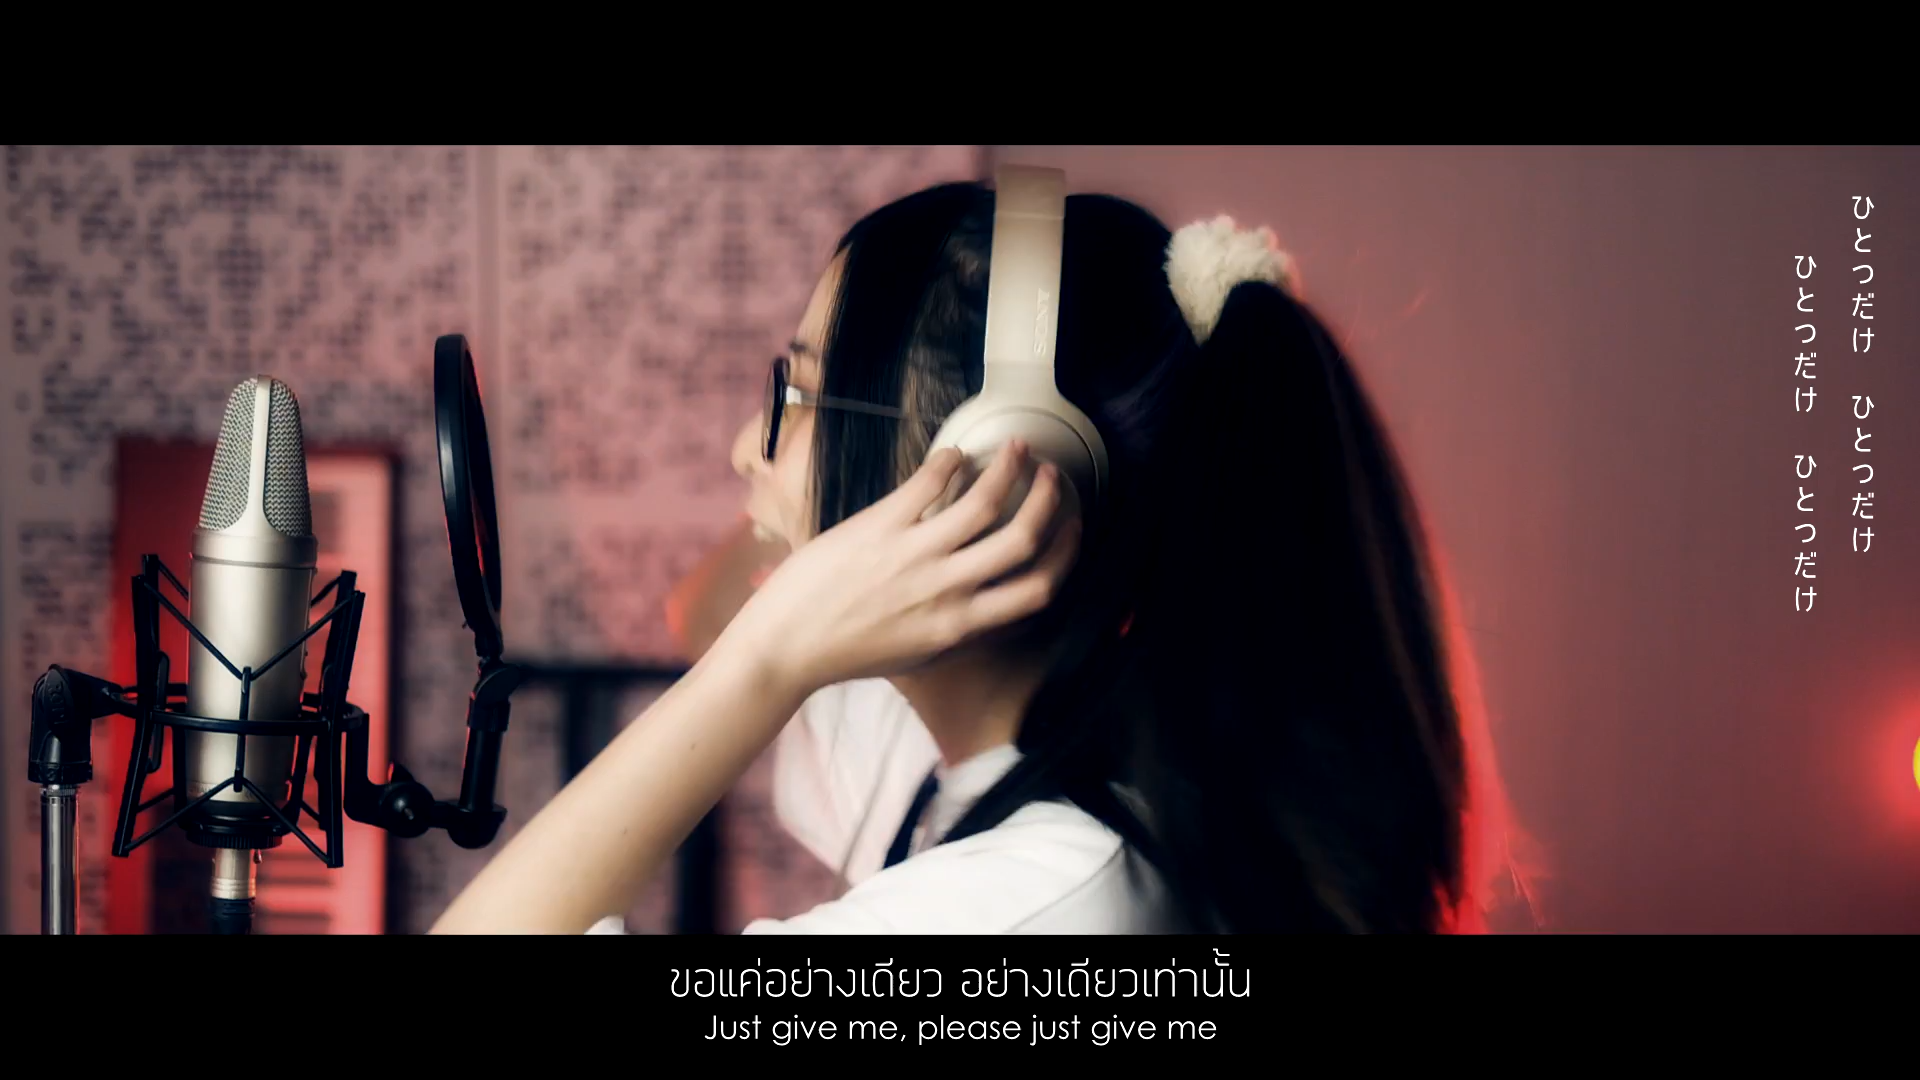 ひとつだけ ひとつだけ
ひとつだけ ひとつだけ
SONY
ขอแค่อย่างเดียว อย่างเดียวเท่านั้น
Just give me, please just give me